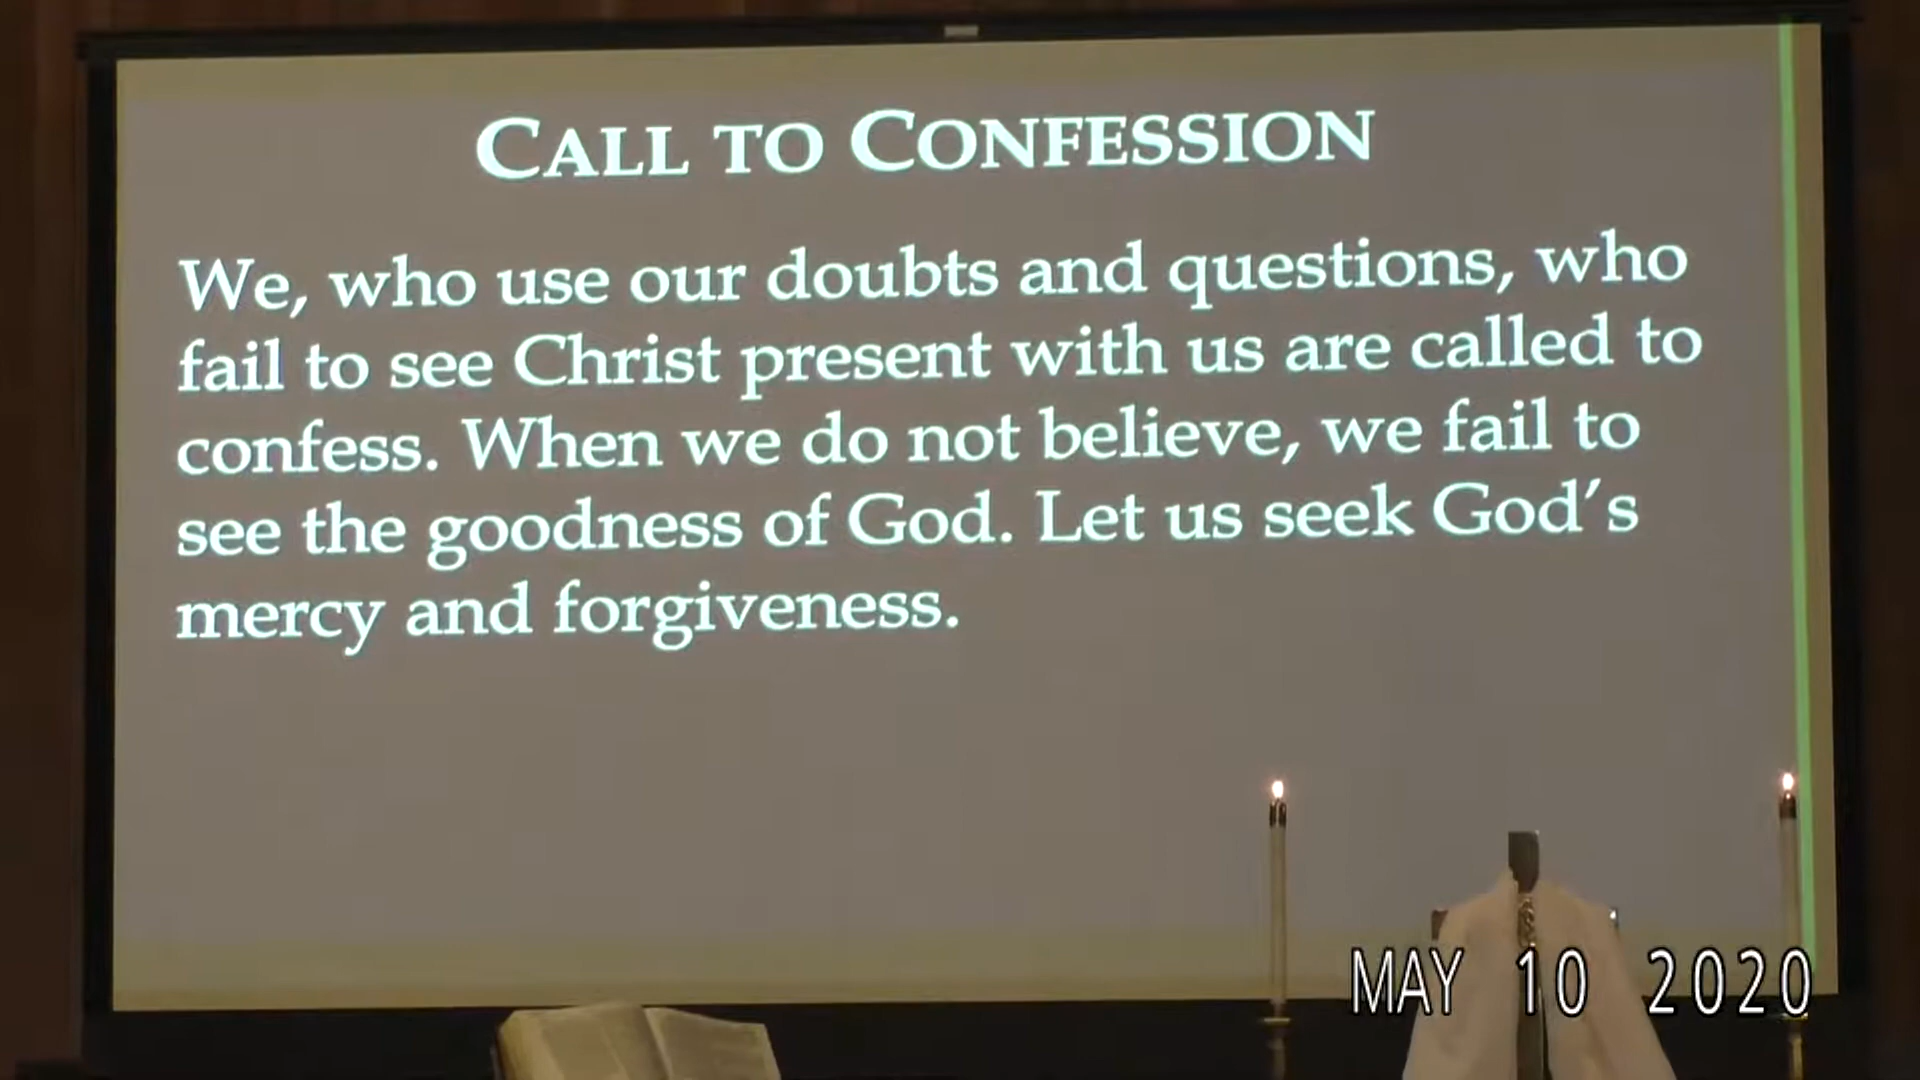 CALL TO CONFESSION
We, who use our doubts and questions, who
fail to see Christ present with us are called to
confess. When we do not believe, we fail to
see the goodness of God. Let us seek God's
mercy and forgiveness.
MAY 10 2020